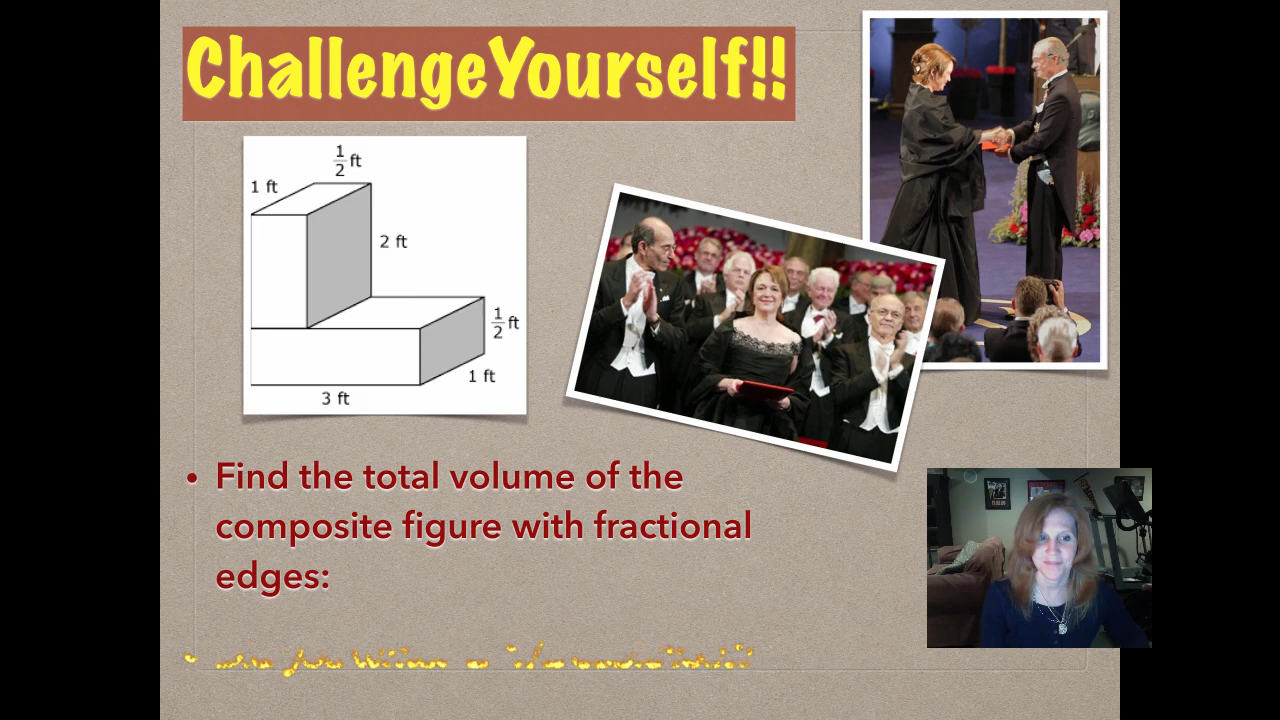 ChallengeYourself!!
1/2 ft
1 ft
2 ft
1/2 ft
1 ft
3 ft
• Find the total volume of the
composite figure with fractional
edges: